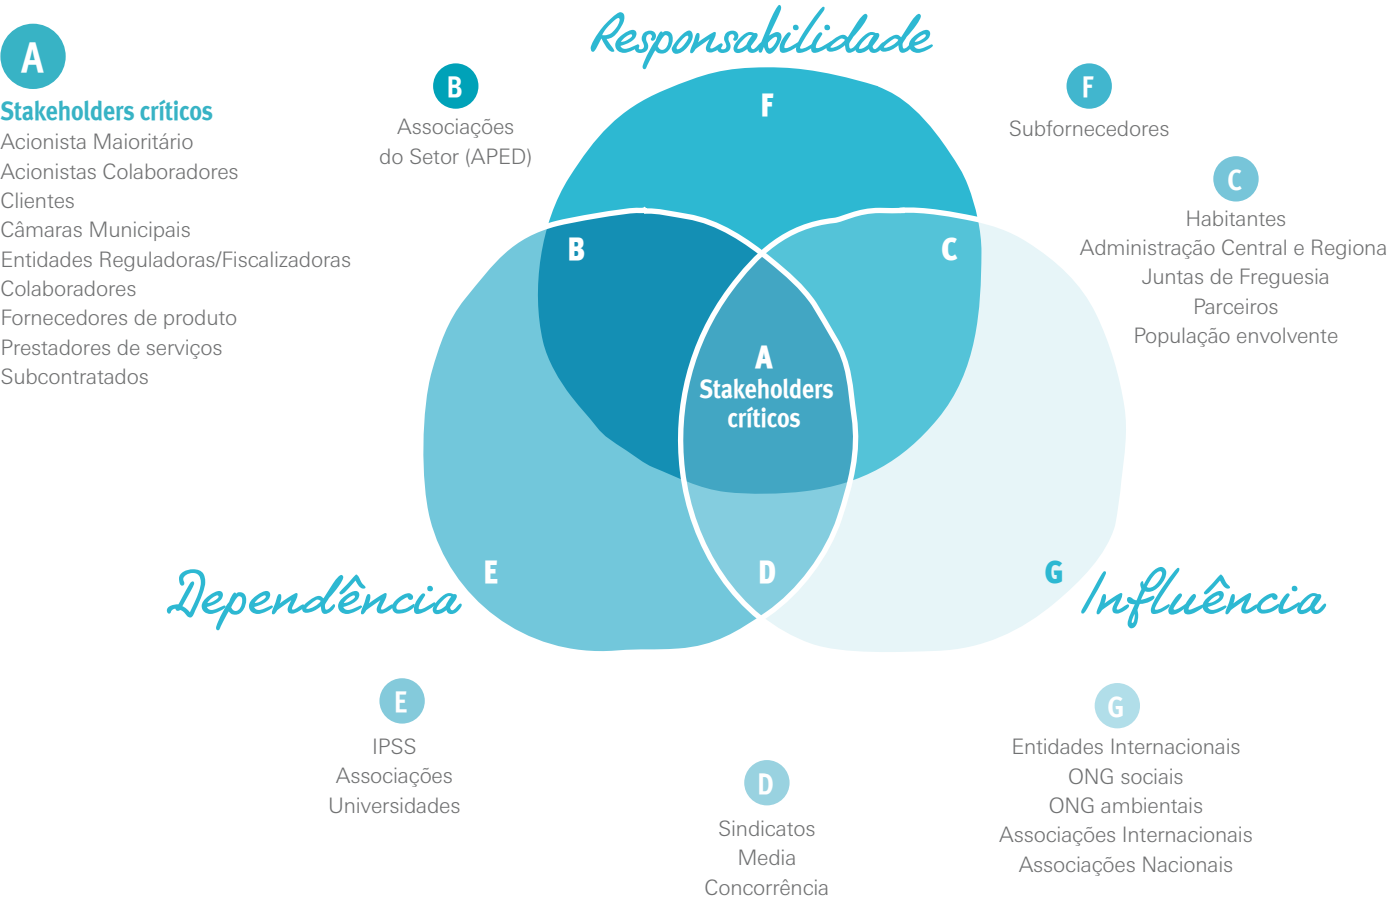 Responsabilidade
A
Stakeholders críticos
Acionista Maioritário
Acionistas Colaboradores
Clientes
Câmaras Municipais
Entidades Reguladoras/Fiscalizadoras
Colaboradores
Fornecedores de produto
Prestadores de serviços
Subcontratados
B
Associações
do Setor (APED)
F
F
Subfornecedores
C
Habitantes
Administração Central e Regiona
Juntas de Freguesia
Parceiros
População envolvente
B
C
A
Stakeholders
críticos
E
D
G
Dependência
Influência
E
IPSS
Associações
Universidades
D
Sindicatos
Media
Concorrência
G
Entidades Internacionais
ONG sociais
ONG ambientais
Associações Internacionais
Associações Nacionais